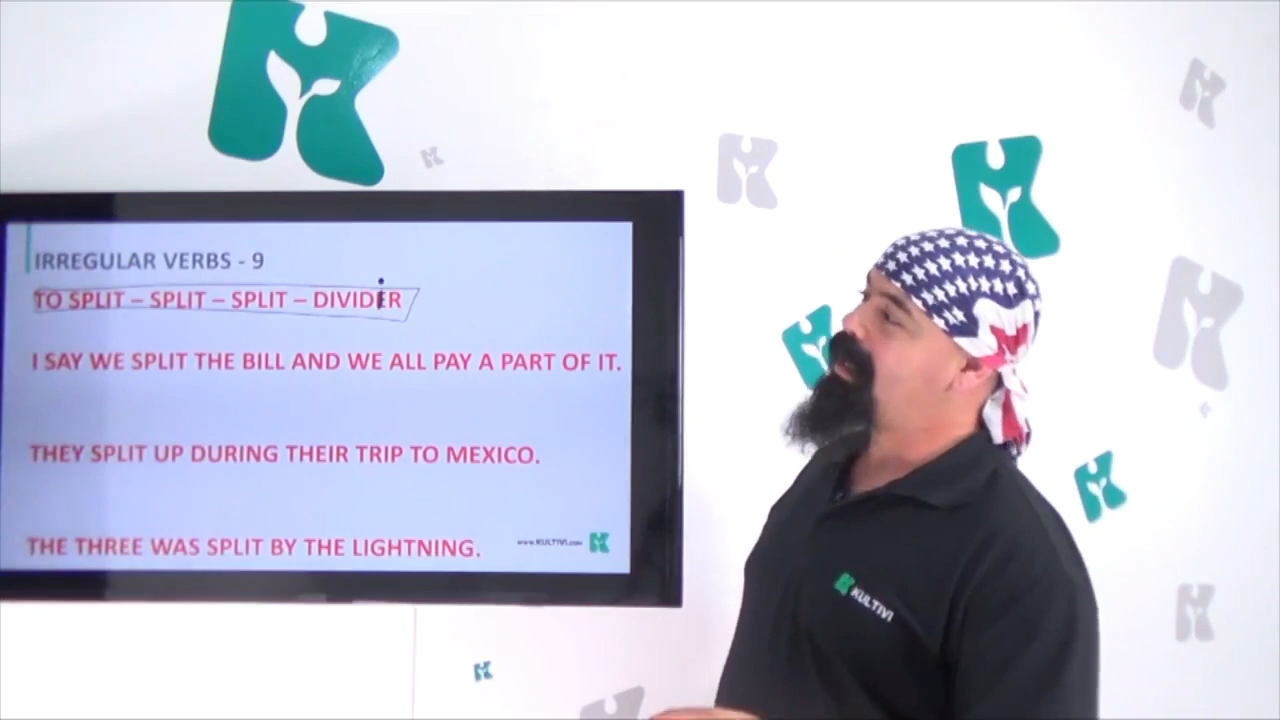 IRREGULAR VERBS - 9
TO SPLIT – SPLIT – SPLIT – DIVIDER
I SAY WE SPLIT THE BILL AND WE ALL PAY A PART OF IT.
THEY SPLIT UP DURING THEIR TRIP TO MEXICO.
THE THREE WAS SPLIT BY THE LIGHTNING.
www.KULTIVI.com
KULTIVI